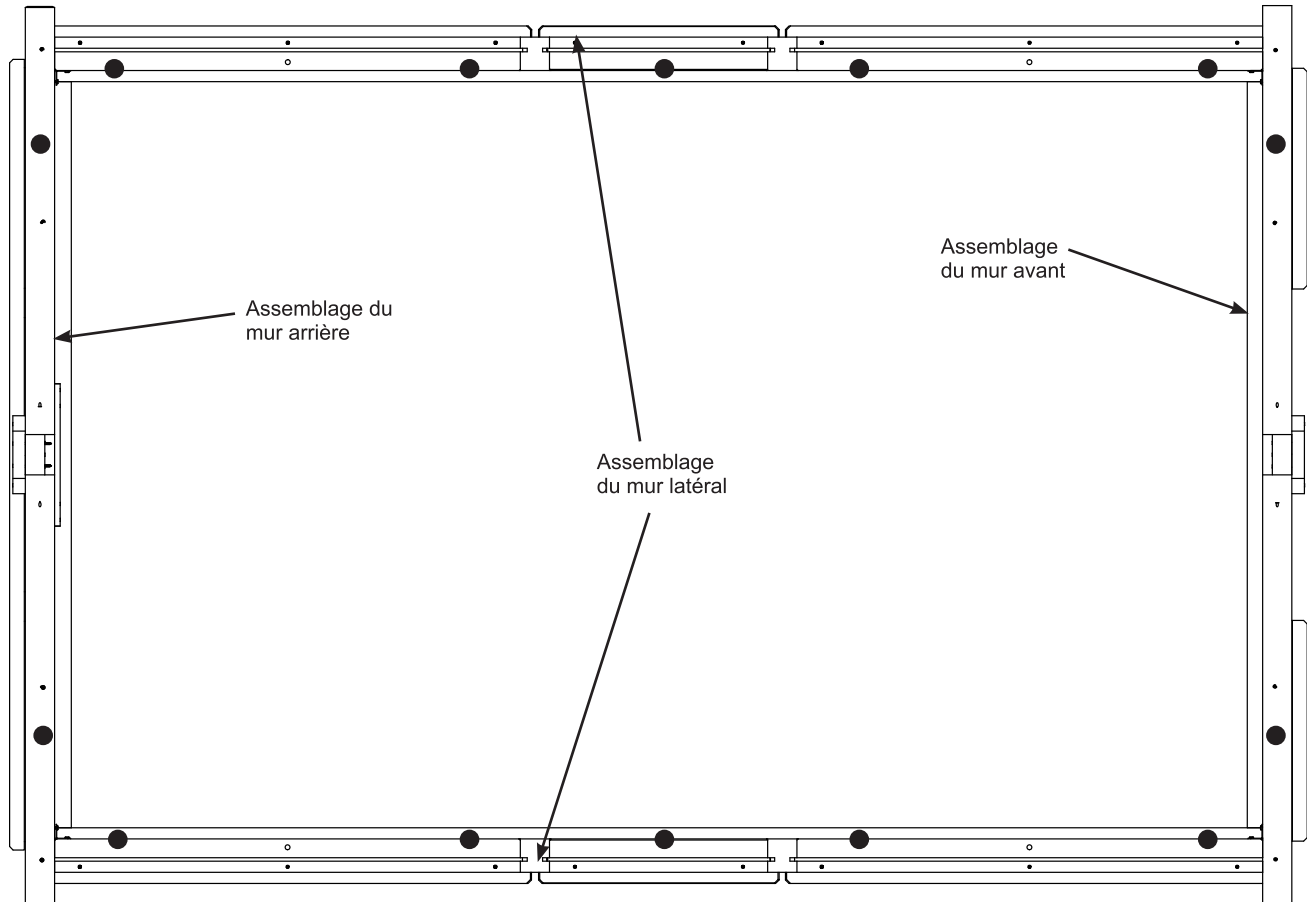 Assemblage
du mur avant
Assemblage du
mur arrière
Assemblage
du mur latéral